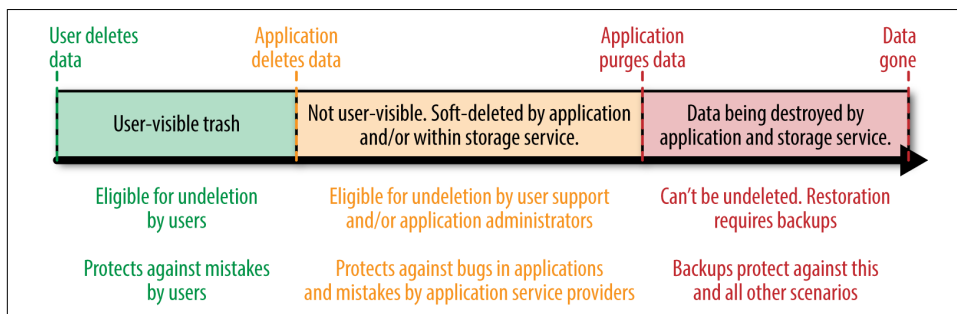 User deletes
data
Application
deletes data
Application
purges data
Data
gone
User-visible trash
Not user-visible. Soft-deleted by application
and/or within storage service.
Data being destroyed by
application and storage service.
Eligible for undeletion
by users
Eligible for undeletion by user support
and/or application administrators
Can’t be undeleted. Restoration
requires backups
Protects against mistakes
by users
Protects against bugs in applications
and mistakes by application service providers
Backups protect against this
and all other scenarios